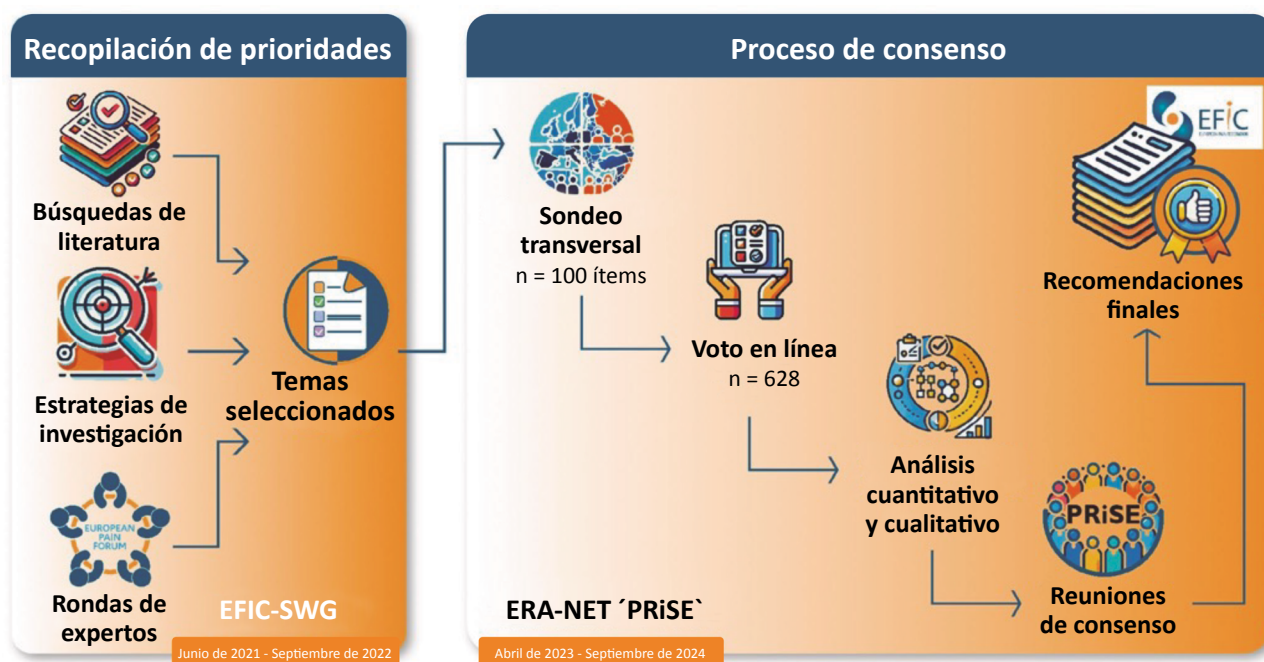 Recopilación de prioridades
Búsquedas de
literatura
Estrategias de
investigación
EUROPEAN
PAIN
FORUM
Rondas de
expertos
Temas
seleccionados
EFIC-SWG
Junio de 2021 - Septiembre de 2022
Proceso de consenso
Sondeo
transversal
n = 100 ítems
Voto en línea
n = 628
Análisis
cuantitativo
y cualitativo
PRiSE
Reuniones
de consenso
EFiC
Recomendaciones
finales
ERA-NET ´PRiSE`
Abril de 2023 - Septiembre de 2024